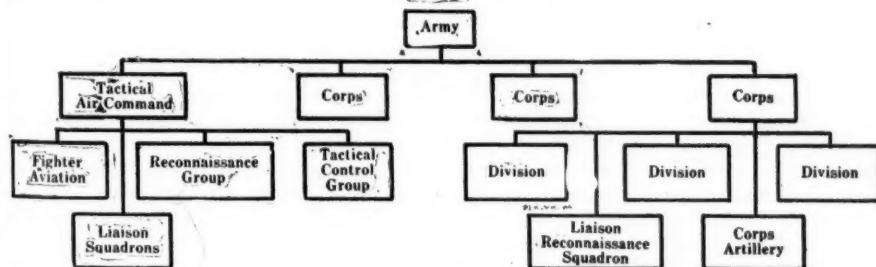 Army
Tactical
Air Command
Corps
Corps
Corps
Fighter
Aviation
Reconnaissance
Group
Tactical
Control
Group
Division
Division
Division
Liaison
Squadrons
Liaison
Reconnaissance
Squadron
Corps
Artillery